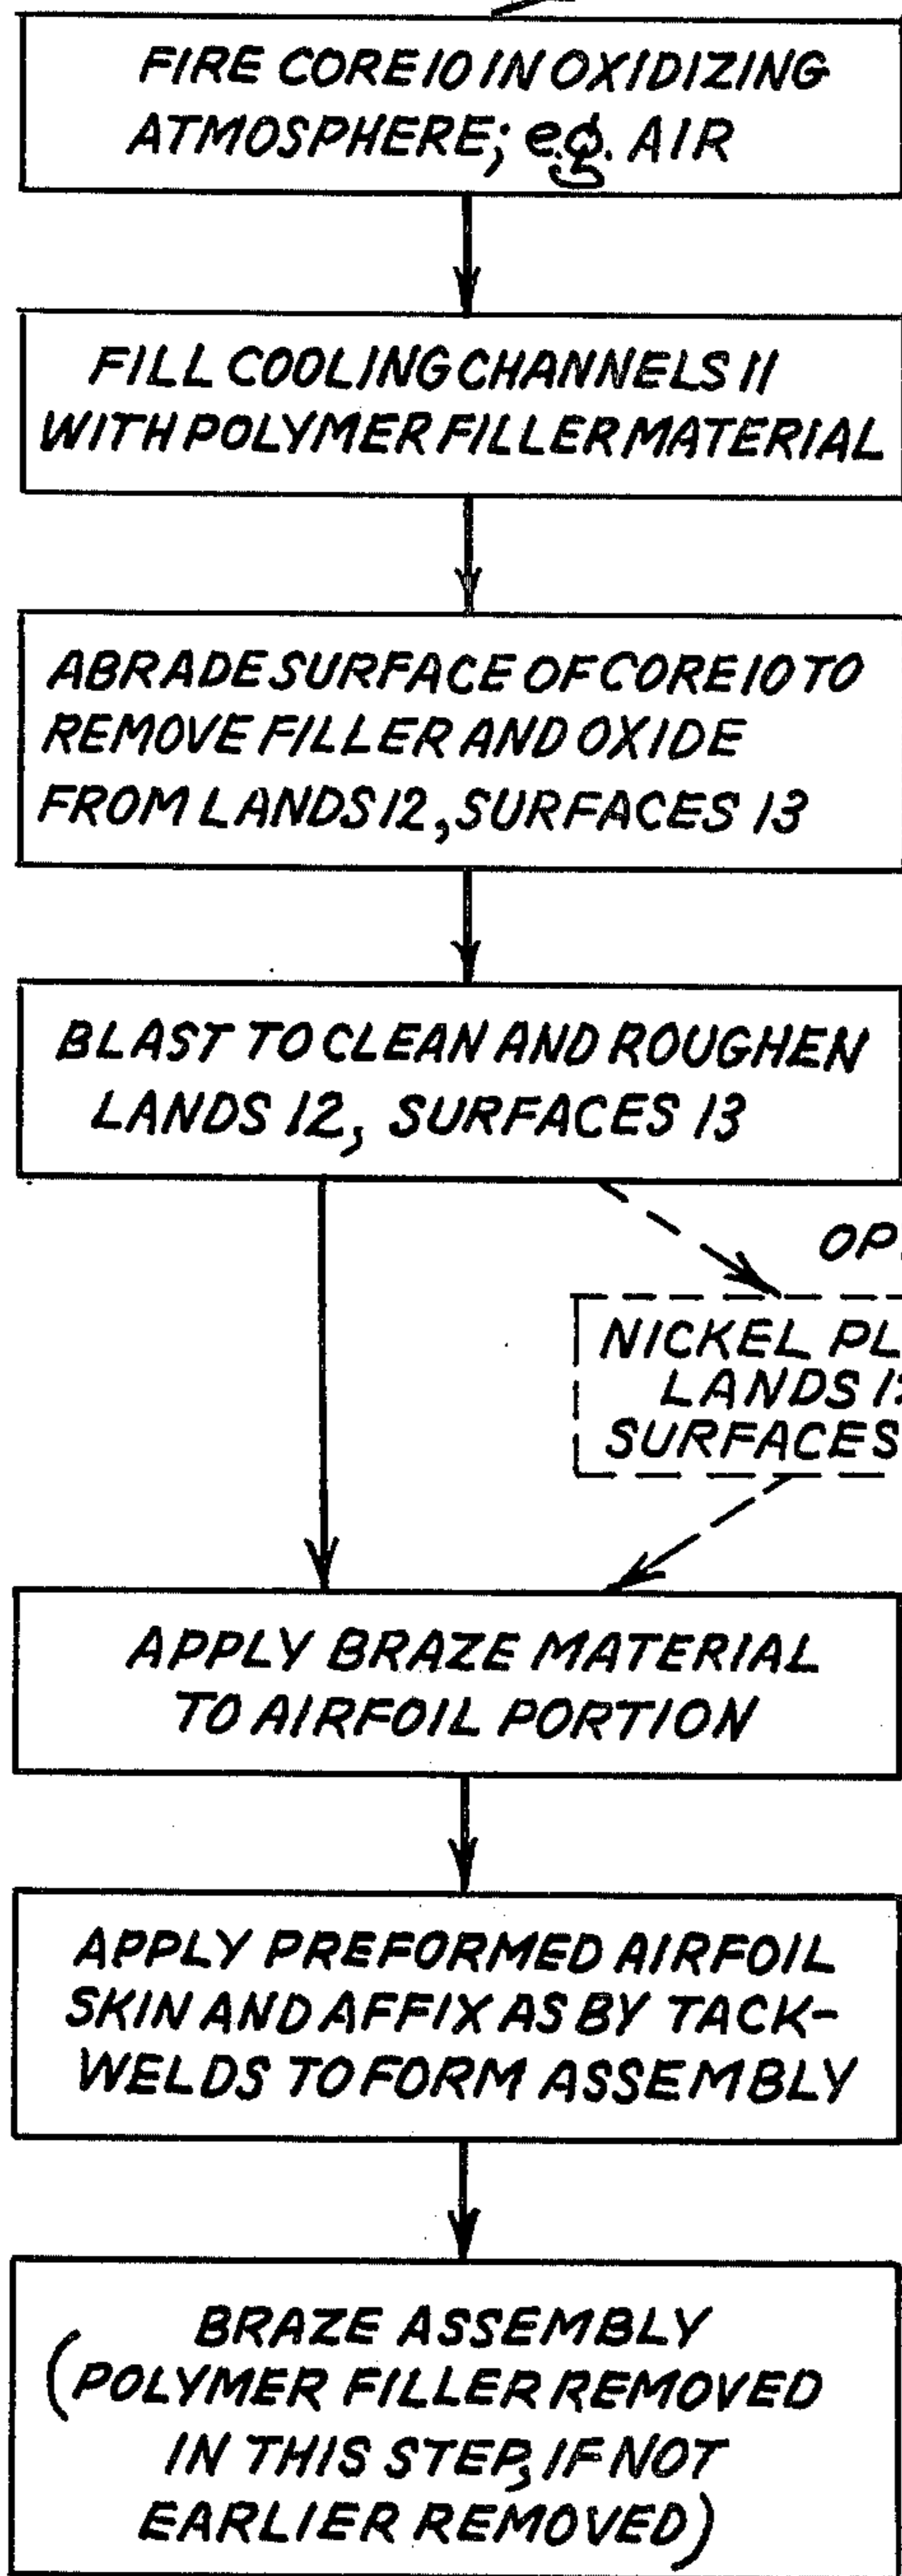 FIRE CORE 10 IN OXIDIZING
ATMOSPHERE; e.g. AIR
FILL COOLING CHANNELS 11
WITH POLYMER FILLER MATERIAL
ABRADE SURFACE OF CORE 10 TO
REMOVE FILLER AND OXIDE
FROM LANDS 12, SURFACES 13
BLAST TO CLEAN AND ROUGHEN
LANDS 12, SURFACES 13
NICKEL
LANDS
SURFACES
APPLY BRAZE MATERIAL
TO AIRFOIL PORTION
APPLY PREFORMED AIRFOIL
SKIN AND AFFIX AS BY TACK-
WELDS TO FORM ASSEMBLY
BRAZE ASSEMBLY
(POLYMER FILLER REMOVED
IN THIS STEP, IF NOT
EARLIER REMOVED)